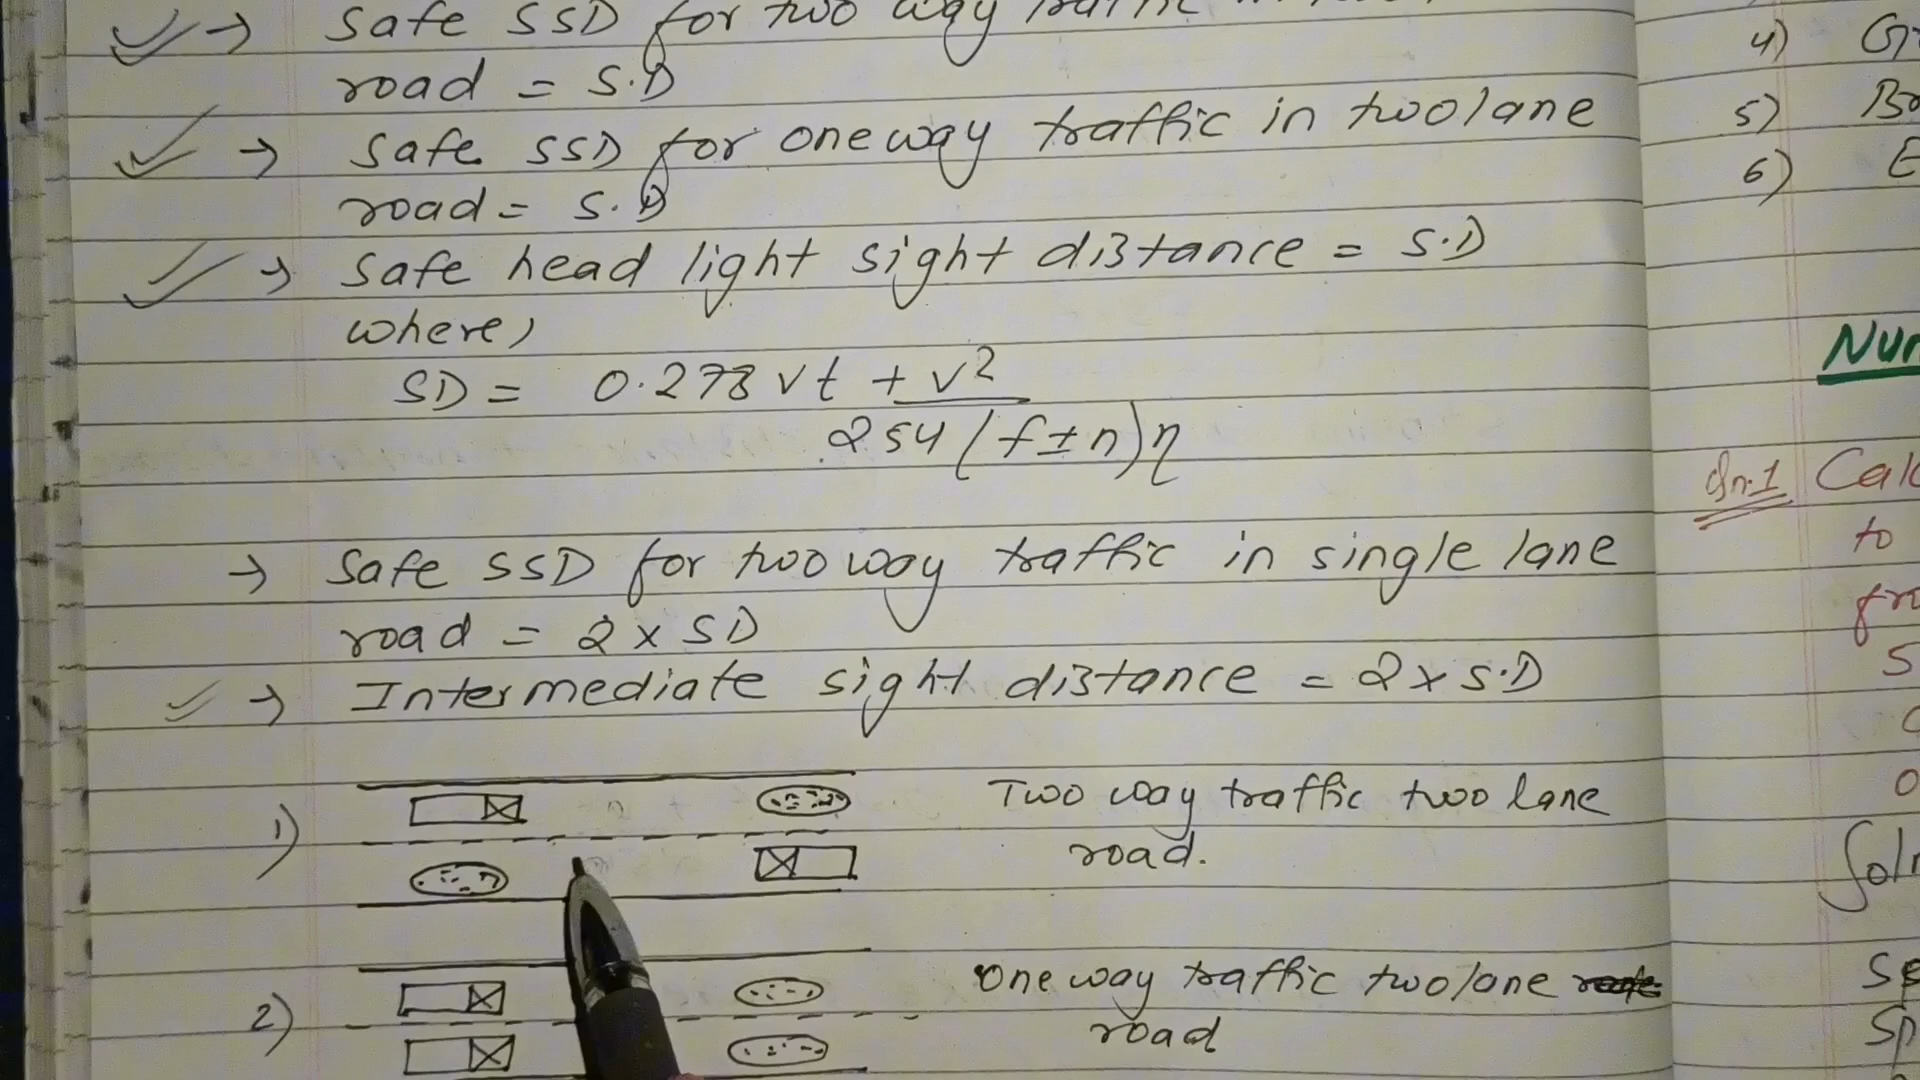 → Safe SSD for two way traffic in
road = S.D
→ Safe SSD for one way traffic in two lane
road = S.D
→ Safe head light sight distance = S.D
where,
SD = 0.278 vt + v²
254 (f ± n) η
→ Safe SSD for two way traffic in single lane
road = 2 x SD
→ Intermediate sight distance = 2 x S.D
1) Two way traffic two lane
road.
2) One way traffic two lane
road
4)
5)
6)
Qn.1
to